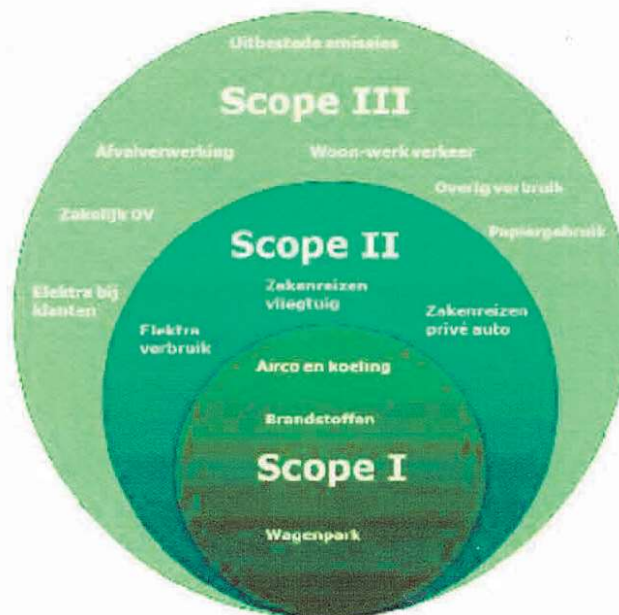 Uitbestede emissies
Scope III
Afvalverwerking
Woon-werk verkeer
Overig verbruik
Zakelijk OV
Papiergebruik
Scope II
Elektra bij
klanten
Zakenreizen
vliegtuig
Zakenreizen
privé auto
Elektra
verbruik
Airco en koeling
Brandstoffen
Scope I
Wagenpark